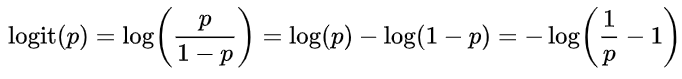 logit(p) = log(p / (1 − p)) = log(p) − log(1 − p) = − log(1/p − 1)